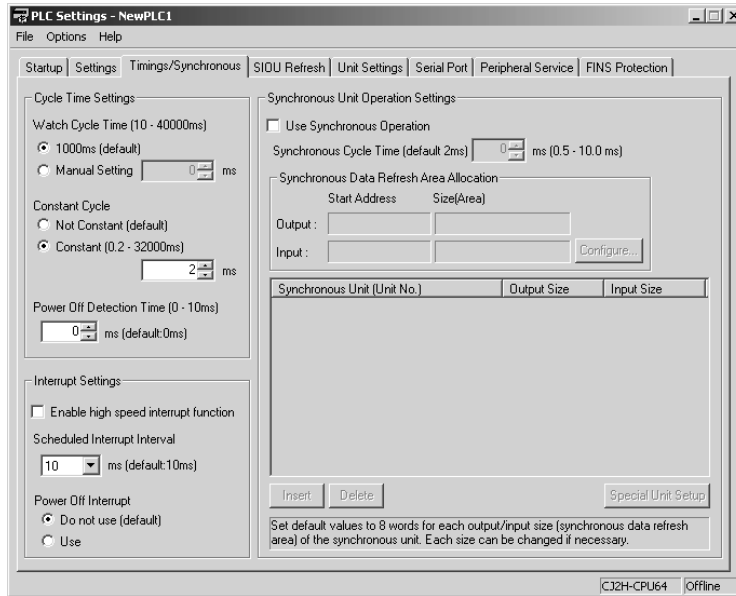 PLC Settings - NewPLC1
File Options Help
Startup Settings Timings/Synchronous SIOU Refresh Unit Settings Serial Port Peripheral Service FINS Protection
Cycle Time Settings
Watch Cycle Time (10 - 40000ms)
1000ms (default)
Manual Setting 0 ms
Constant Cycle
Not Constant (default)
Constant (0.2 - 32000ms)
2 ms
Power Off Detection Time (0 - 10ms)
0 ms (default:0ms)
Interrupt Settings
Enable high speed interrupt function
Scheduled Interrupt Interval
10 ms (default:10ms)
Power Off Interrupt
Do not use (default)
Use
Synchronous Unit Operation Settings
Use Synchronous Operation
Synchronous Cycle Time (default 2ms) 0 ms (0.5 - 10.0 ms)
Synchronous Data Refresh Area Allocation
Start Address Size(Area)
Output :
Input : Configure...
Synchronous Unit (Unit No.) Output Size Input Size
Insert Delete Special Unit Setup
Set default values to 8 words for each output/input size (synchronous data refresh
area) of the synchronous unit. Each size can be changed if necessary.
CJ2H-CPU64 Offline